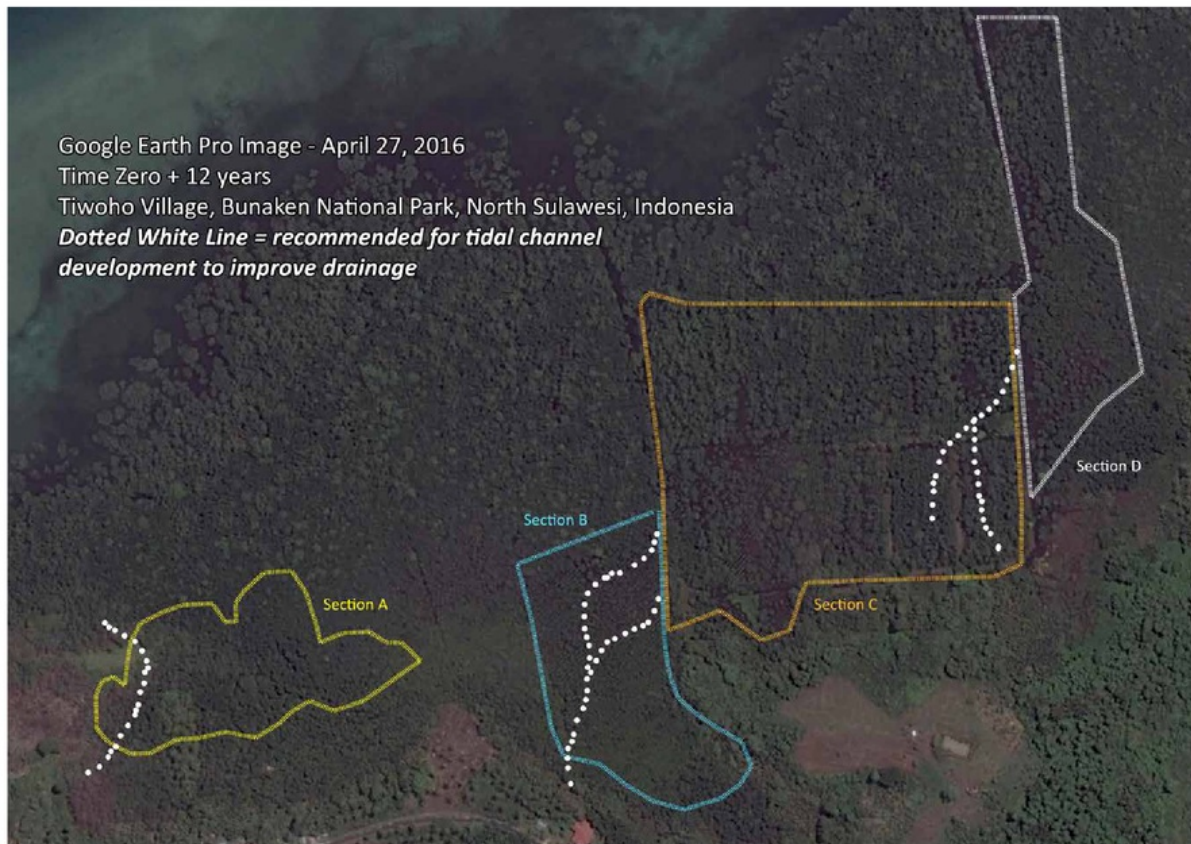 Google Earth Pro Image - April 27, 2016
Time Zero + 12 years
Tiwoho Village, Bunaken National Park, North Sulawesi, Indonesia
Dotted White Line = recommended for tidal channel
development to improve drainage
Section D
Section B
Section A
Section C